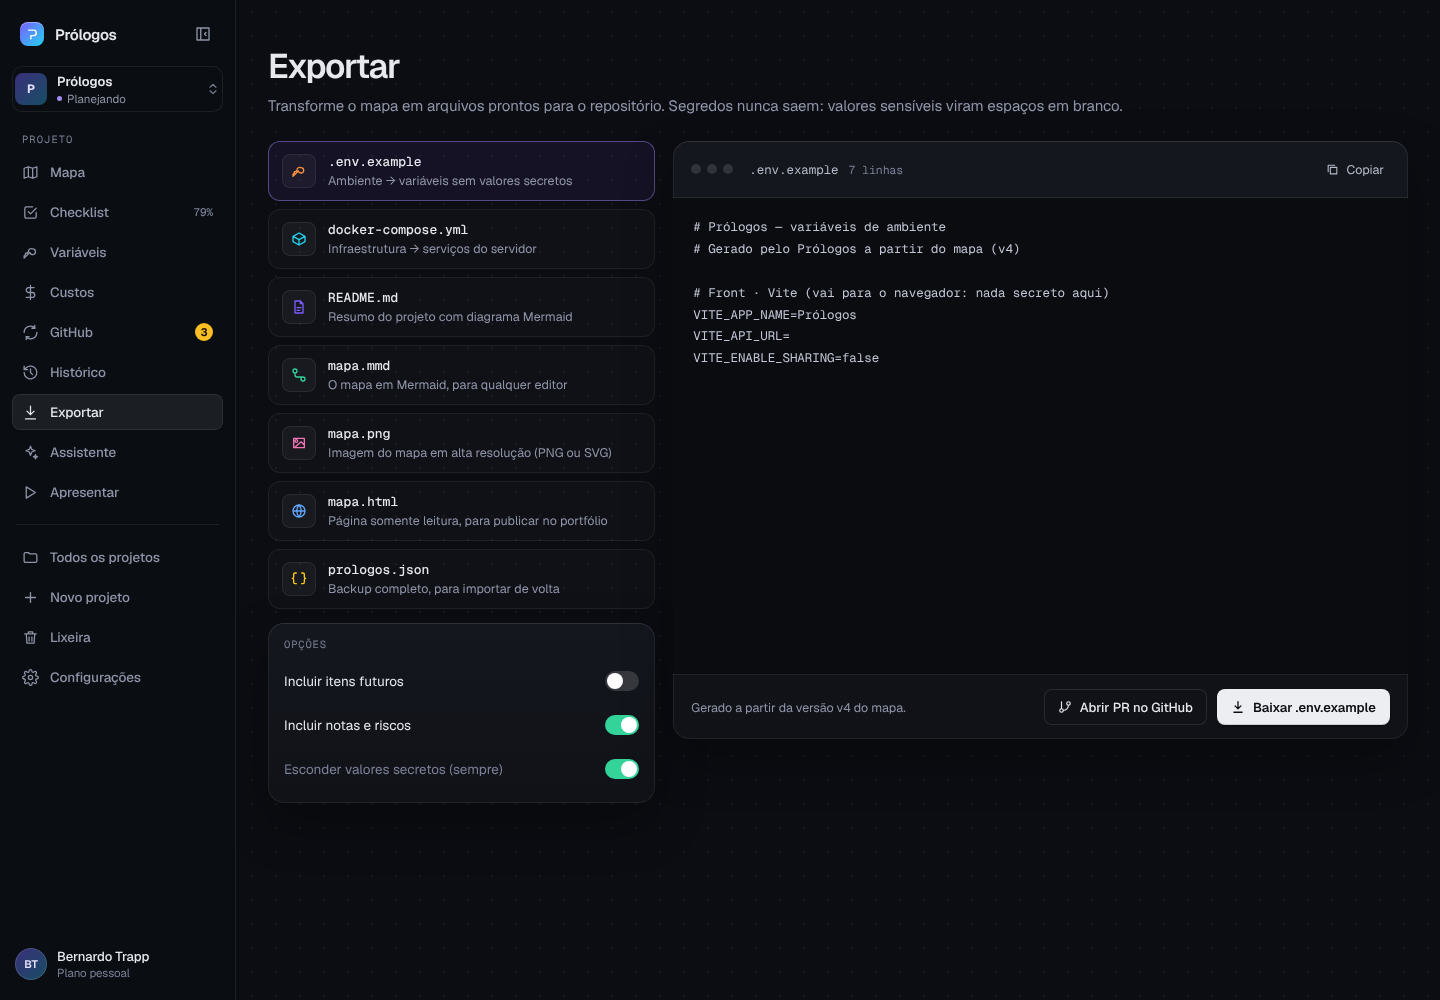 Prólogos
P
Prólogos
Planejando
PROJETO
Mapa
Checklist 79%
Variáveis
Custos
GitHub 3
Histórico
Exportar
Assistente
Apresentar
Todos os projetos
Novo projeto
Lixeira
Configurações
BT
Bernardo Trapp
Plano pessoal
Exportar
Transforme o mapa em arquivos prontos para o repositório. Segredos nunca saem: valores sensíveis viram espaços em branco.
.env.example
Ambiente → variáveis sem valores secretos
docker-compose.yml
Infraestrutura → serviços do servidor
README.md
Resumo do projeto com diagrama Mermaid
mapa.mmd
O mapa em Mermaid, para qualquer editor
mapa.png
Imagem do mapa em alta resolução (PNG ou SVG)
mapa.html
Página somente leitura, para publicar no portfólio
prologos.json
Backup completo, para importar de volta
OPÇÕES
Incluir itens futuros
Incluir notas e riscos
Esconder valores secretos (sempre)
.env.example 7 linhas
Copiar
# Prólogos — variáveis de ambiente
# Gerado pelo Prólogos a partir do mapa (v4)
# Front · Vite (vai para o navegador: nada secreto aqui)
VITE_APP_NAME=Prólogos
VITE_API_URL=
VITE_ENABLE_SHARING=false
Gerado a partir da versão v4 do mapa.
Abrir PR no GitHub
Baixar .env.example